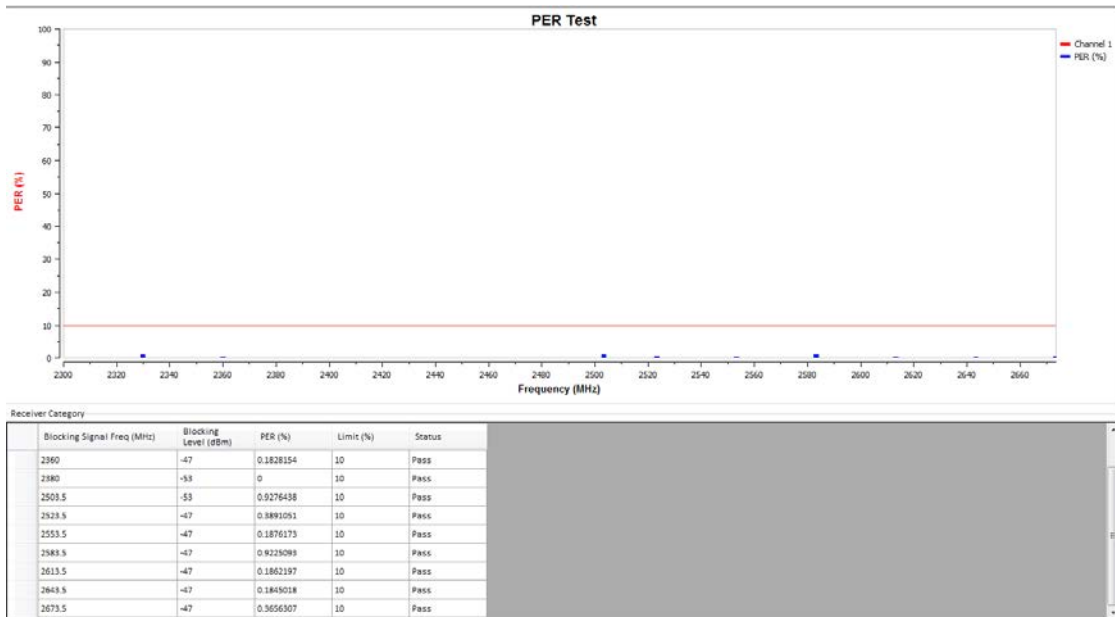 PER Test
100
90
80
70
60
50
40
30
20
10
0
PER (%)
Channel 1
PER (%)
2300 2320 2340 2360 2380 2400 2420 2440 2460 2480 2500 2520 2540 2560 2580 2600 2620 2640 2660
Frequency (MHz)
Receiver Category
Blocking Signal Freq (MHz) Blocking Level (dBm) PER (%) Limit (%) Status
2360 -47 0.1828154 10 Pass
2380 -53 0 10 Pass
2503.5 -53 0.9276438 10 Pass
2523.5 -47 0.3891051 10 Pass
2553.5 -47 0.1876173 10 Pass
2583.5 -47 0.9225093 10 Pass
2613.5 -47 0.1862197 10 Pass
2643.5 -47 0.1845018 10 Pass
2673.5 -47 0.3656307 10 Pass